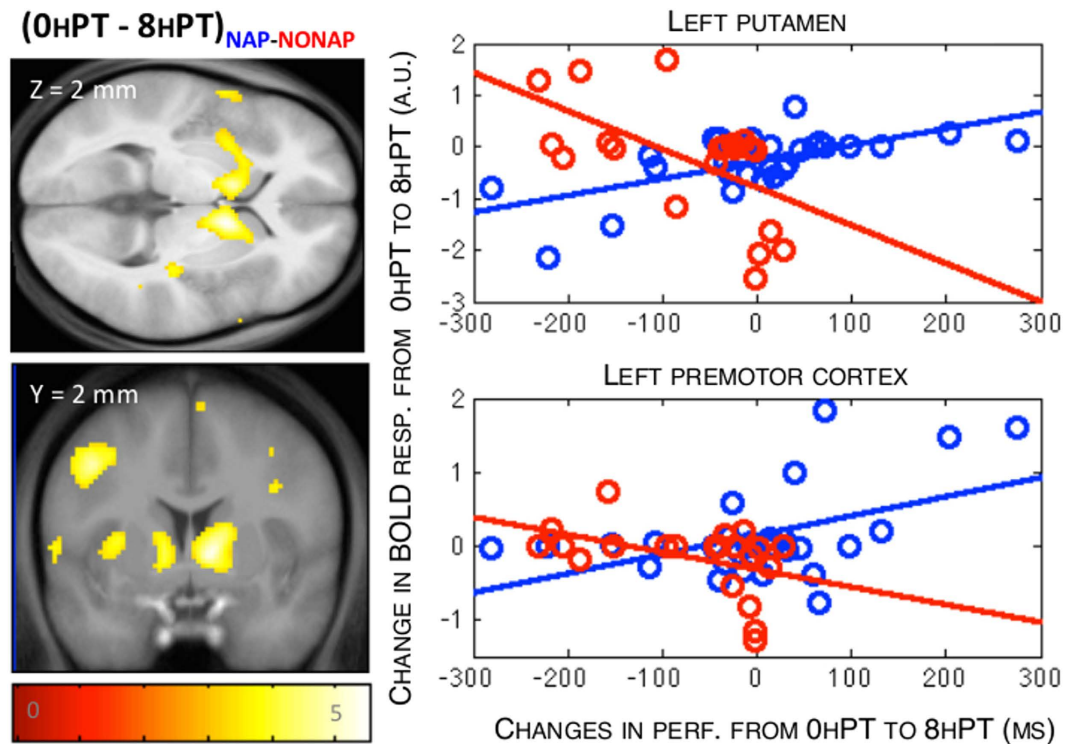 (0HPT - 8HPT)NAP-NONAP
Z = 2 mm
Y = 2 mm
0 5
CHANGE IN BOLD RESP. FROM 0HPT TO 8HPT (A.U.)
LEFT PUTAMEN
2
1
0
-1
-2
-3
-300 -200 -100 0 100 200 300
LEFT PREMOTOR CORTEX
2
1
0
-1
-300 -200 -100 0 100 200 300
CHANGES IN PERF. FROM 0HPT TO 8HPT (MS)